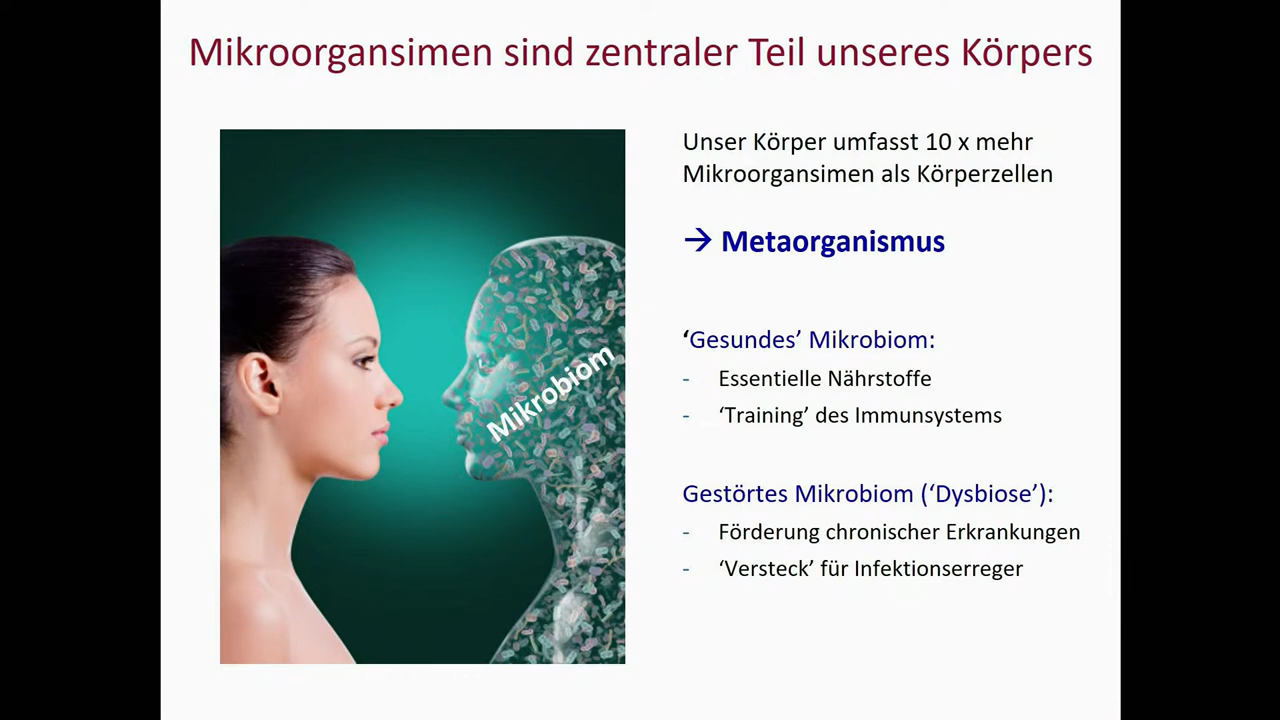 Mikroorgansimen sind zentraler Teil unseres Körpers
Unser Körper umfasst 10 x mehr
Mikroorgansimen als Körperzellen
→ Metaorganismus
‘Gesundes’ Mikrobiom:
- Essentielle Nährstoffe
- ‘Training’ des Immunsystems
Gestörtes Mikrobiom (‘Dysbiose’):
- Förderung chronischer Erkrankungen
- ‘Versteck’ für Infektionserreger
Mikrobiom